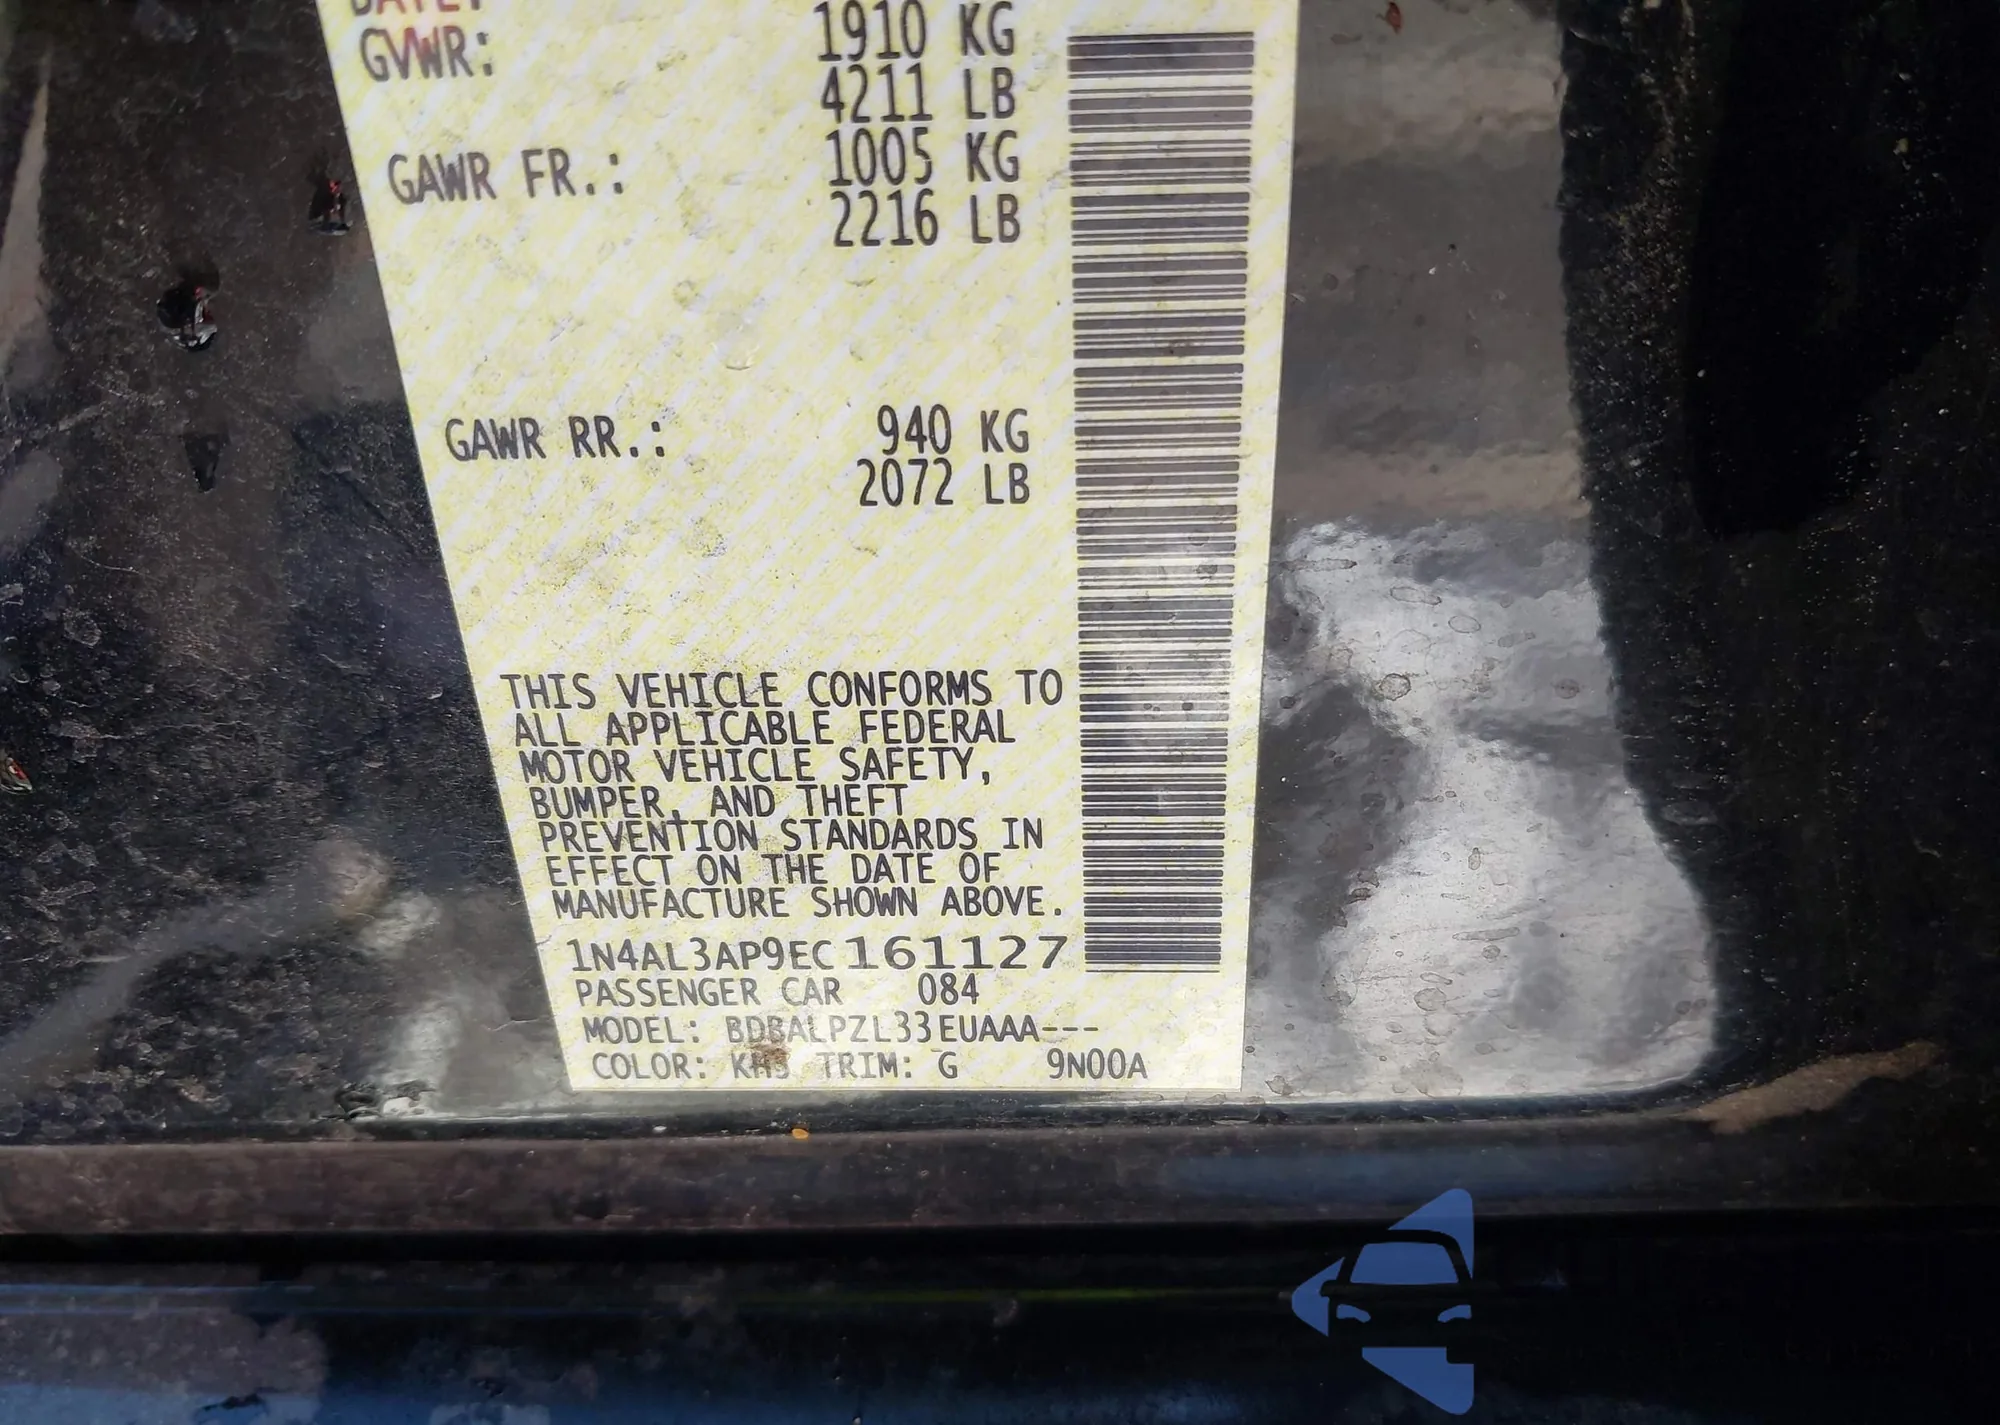 DATE:
GVWR: 1910 KG
4211 LB
GAWR FR.: 1005 KG
2216 LB
GAWR RR.: 940 KG
2072 LB
THIS VEHICLE CONFORMS TO
ALL APPLICABLE FEDERAL
MOTOR VEHICLE SAFETY,
BUMPER, AND THEFT
PREVENTION STANDARDS IN
EFFECT ON THE DATE OF
MANUFACTURE SHOWN ABOVE.
1N4AL3AP9EC161127
PASSENGER CAR 084
MODEL: BDBALPZL33EUAAA---
COLOR: TRIM: G 9N00A